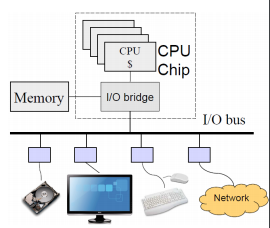 CPU
$
CPU
Chip
Memory
I/O bridge
I/O bus
Network